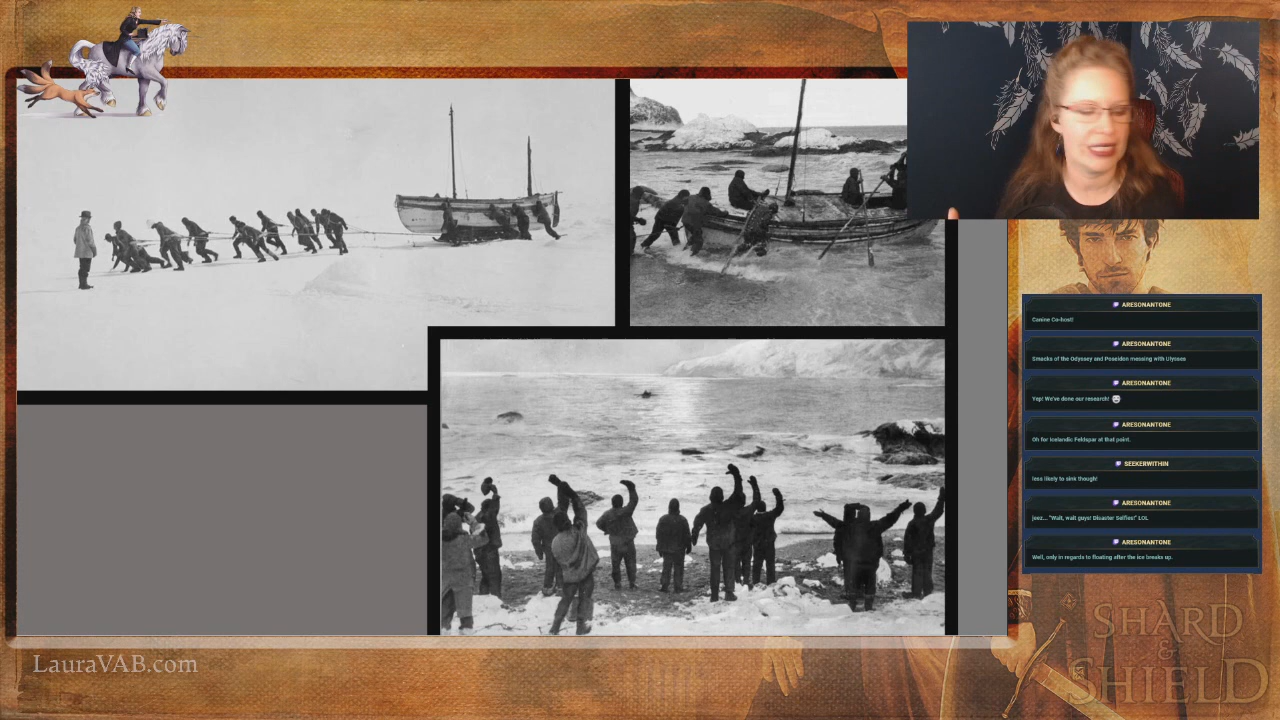 ARESONANTONE
Canine Co-host!
ARESONANTONE
Smacks of the Odyssey and Poseidon messing with Ulysses
ARESONANTONE
Yep! We've done our research!
ARESONANTONE
Oh for Icelandic Feldspar at that point.
SEEKERWITHIN
less likely to sink though!
ARESONANTONE
jeez... "Wait, wait guys! Disaster Selfies!" LOL
ARESONANTONE
Well, only in regards to floating after the ice breaks up.
SHARD
&
SHIELD
LauraVAB.com